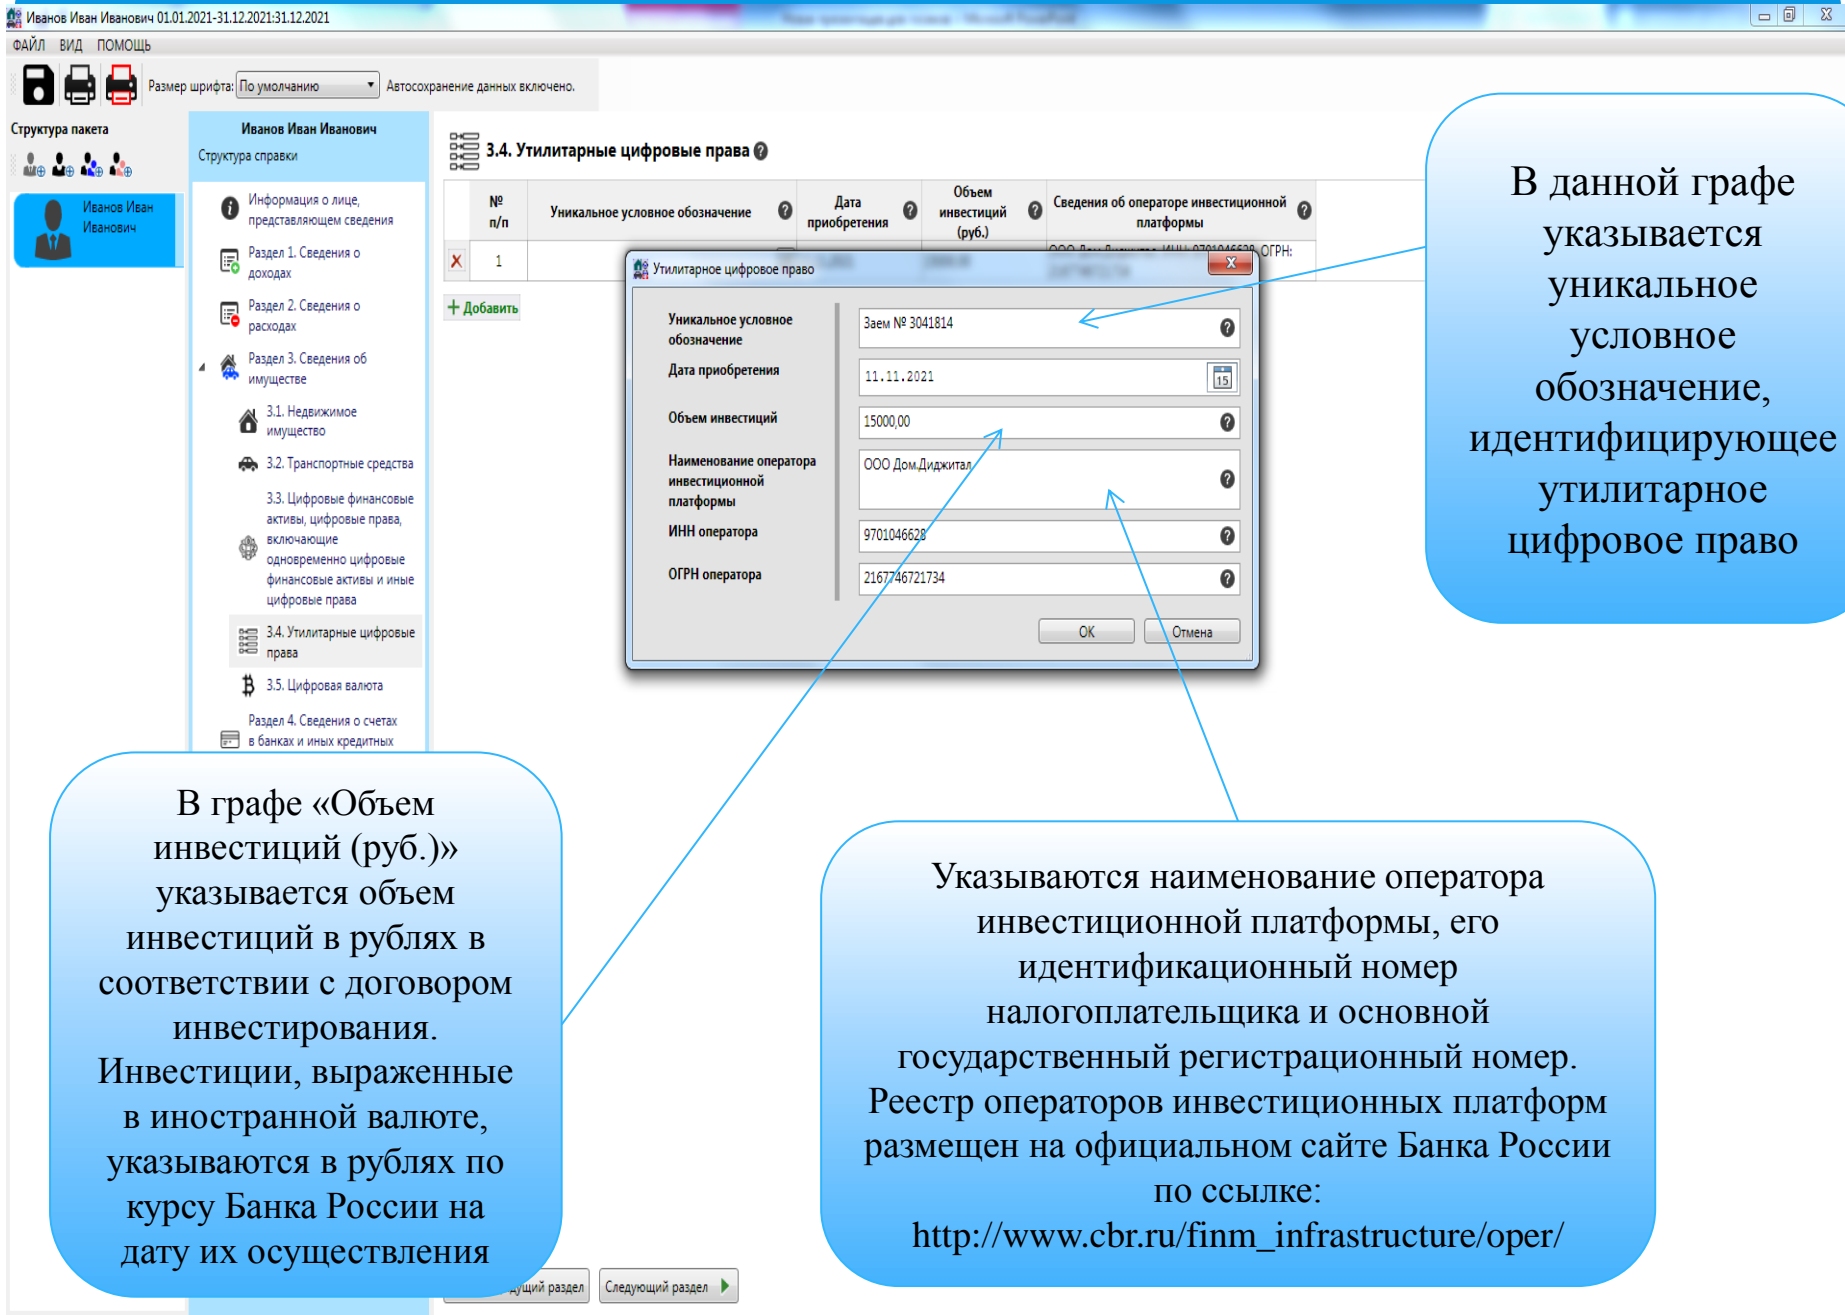 Иванов Иван Иванович 01.01.2021-31.12.2021:31.12.2021
ФАЙЛ ВИД ПОМОЩЬ
Размер шрифта: По умолчанию Автосохранение данных включено.
Структура пакета
Иванов Иван
Иванович
Иванов Иван Иванович
Структура справки
Информация о лице,
представляющем сведения
Раздел 1. Сведения о
доходах
Раздел 2. Сведения о
расходах
Раздел 3. Сведения об
имуществе
3.1. Недвижимое
имущество
3.2. Транспортные средства
3.3. Цифровые финансовые
активы, цифровые права,
включающие
одновременно цифровые
финансовые активы и иные
цифровые права
3.4. Утилитарные цифровые
права
3.5. Цифровая валюта
Раздел 4. Сведения о счетах
в банках и иных кредитных
3.4. Утилитарные цифровые права
№
п/п
Уникальное условное обозначение
Дата
приобретения
Объем
инвестиций
(руб.)
Сведения об операторе инвестиционной
платформы
1
ОГРН:
Добавить
Утилитарное цифровое право
Уникальное условное
обозначение
Заем № 3041814
Дата приобретения
11.11.2021
15
Объем инвестиций
15000,00
Наименование оператора
инвестиционной
платформы
ООО Дом.Диджитал
ИНН оператора
9701046628
ОГРН оператора
2167746721734
ОК Отмена
В данной графе
указывается
уникальное
условное
обозначение,
идентифицирующее
утилитарное
цифровое право
В графе «Объем
инвестиций (руб.)»
указывается объем
инвестиций в рублях в
соответствии с договором
инвестирования.
Инвестиции, выраженные
в иностранной валюте,
указываются в рублях по
курсу Банка России на
дату их осуществления
Указываются наименование оператора
инвестиционной платформы, его
идентификационный номер
налогоплательщика и основной
государственный регистрационный номер.
Реестр операторов инвестиционных платформ
размещен на официальном сайте Банка России
по ссылке:
http://www.cbr.ru/finm_infrastructure/oper/
раздел
Следующий раздел